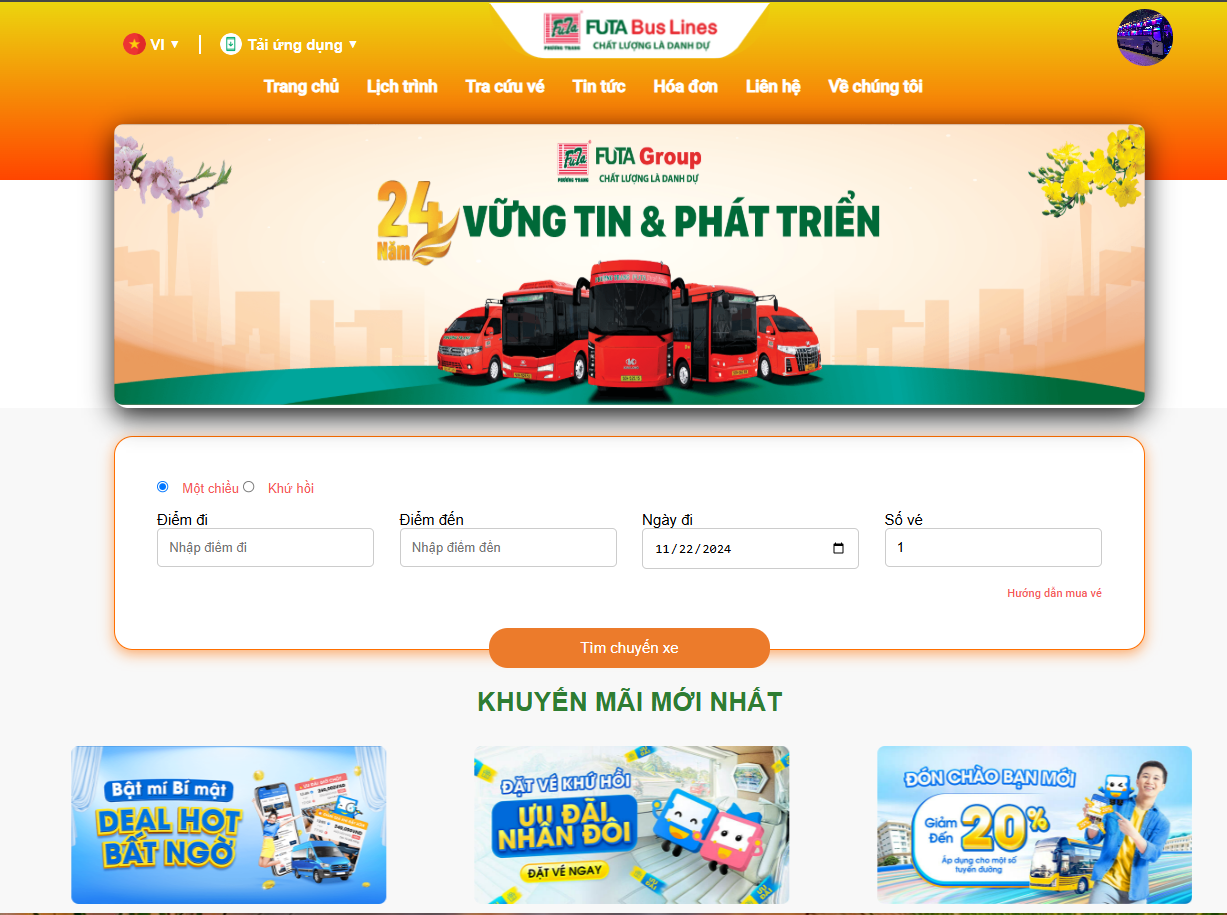 VI ▼ | Tải ứng dụng ▼
FUTA Bus Lines
PHƯƠNG TRANG CHẤT LƯỢNG LÀ DANH DỰ
Trang chủ Lịch trình Tra cứu vé Tin tức Hóa đơn Liên hệ Về chúng tôi
FUTA Group
PHƯƠNG TRANG CHẤT LƯỢNG LÀ DANH DỰ
24 Năm VỮNG TIN & PHÁT TRIỂN
Một chiều Khứ hồi
Điểm đi Điểm đến Ngày đi Số vé
Nhập điểm đi Nhập điểm đến 11/22/2024 1
Hướng dẫn mua vé
Tìm chuyến xe
KHUYẾN MÃI MỚI NHẤT
Bật mí Bí mật
DEAL HOT
BẤT NGỜ
ĐẶT VÉ KHỨ HỒI
ƯU ĐÃI
NHÂN ĐÔI
ĐẶT VÉ NGAY
ĐÓN CHÀO BẠN MỚI
Giảm
Đến 20%
Áp dụng cho một số
tuyến đường